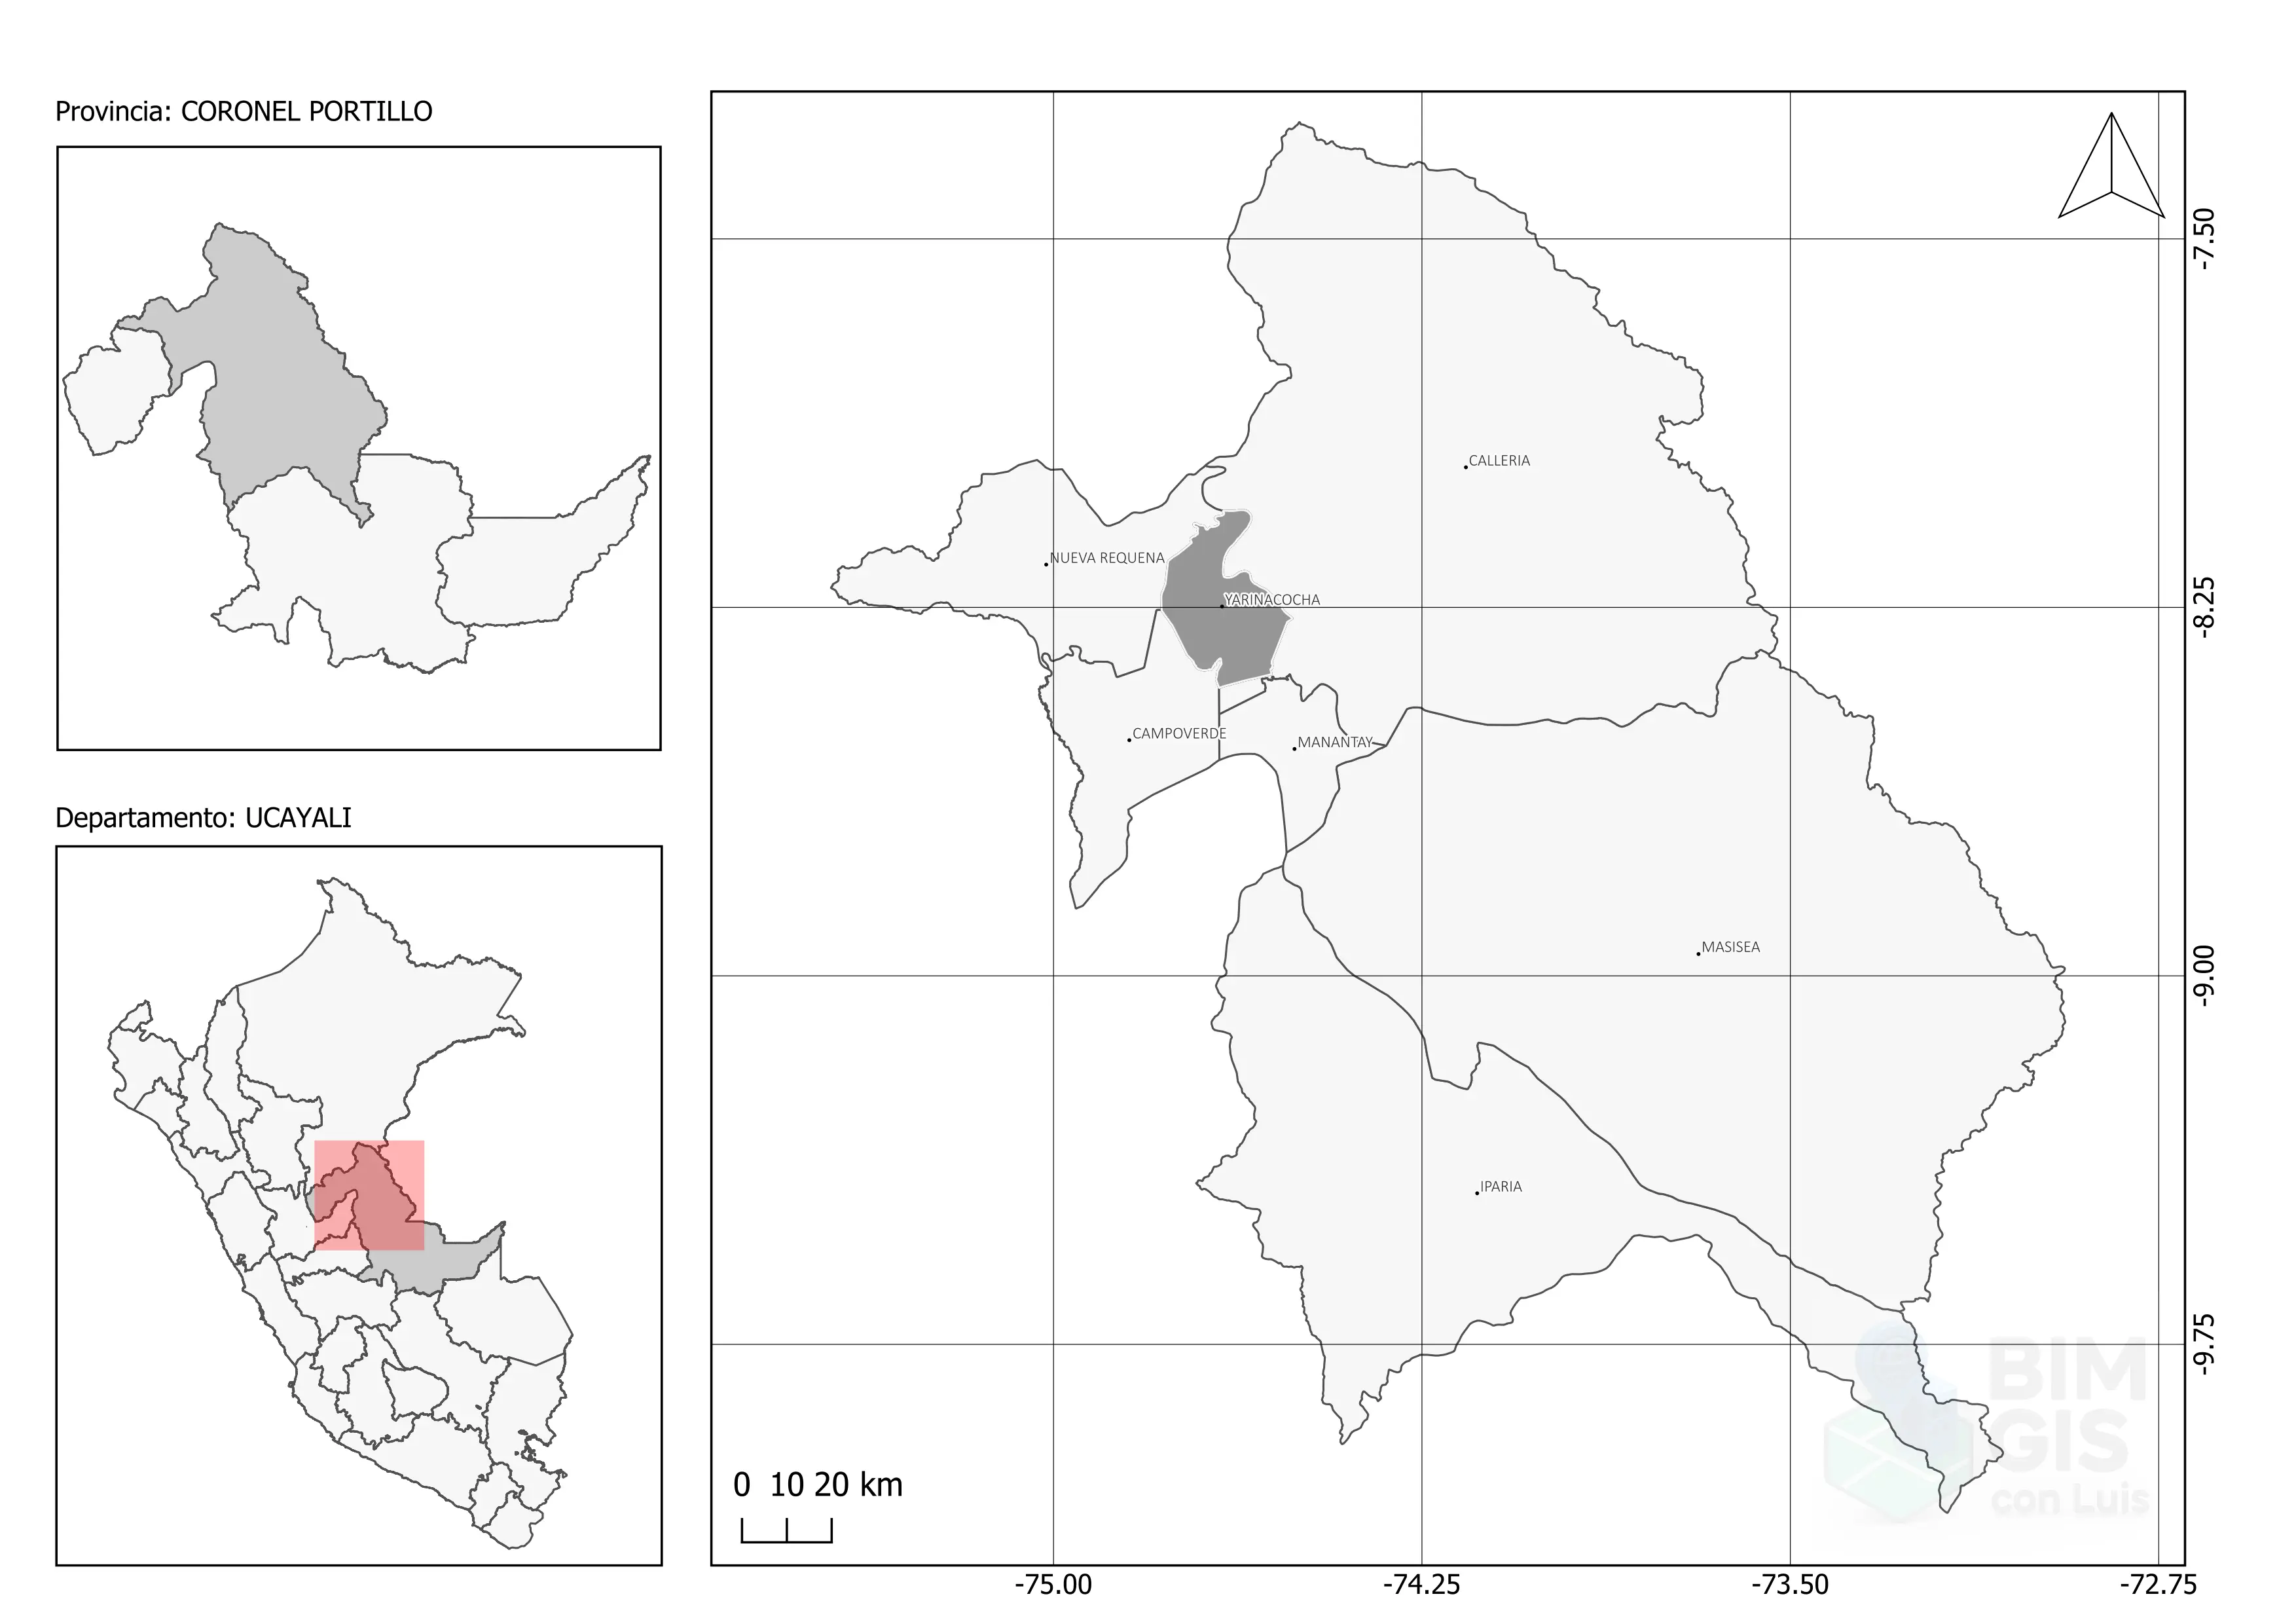 Provincia: CORONEL PORTILLO
Departamento: UCAYALI
CALLERIA
NUEVA REQUENA
YARINACOCHA
CAMPOVERDE
MANANTAY
MASISEA
IPARIA
-7.50
-8.25
-9.00
-9.75
BIM
GIS
con Luis
0 10 20 km
-75.00 -74.25 -73.50 -72.75